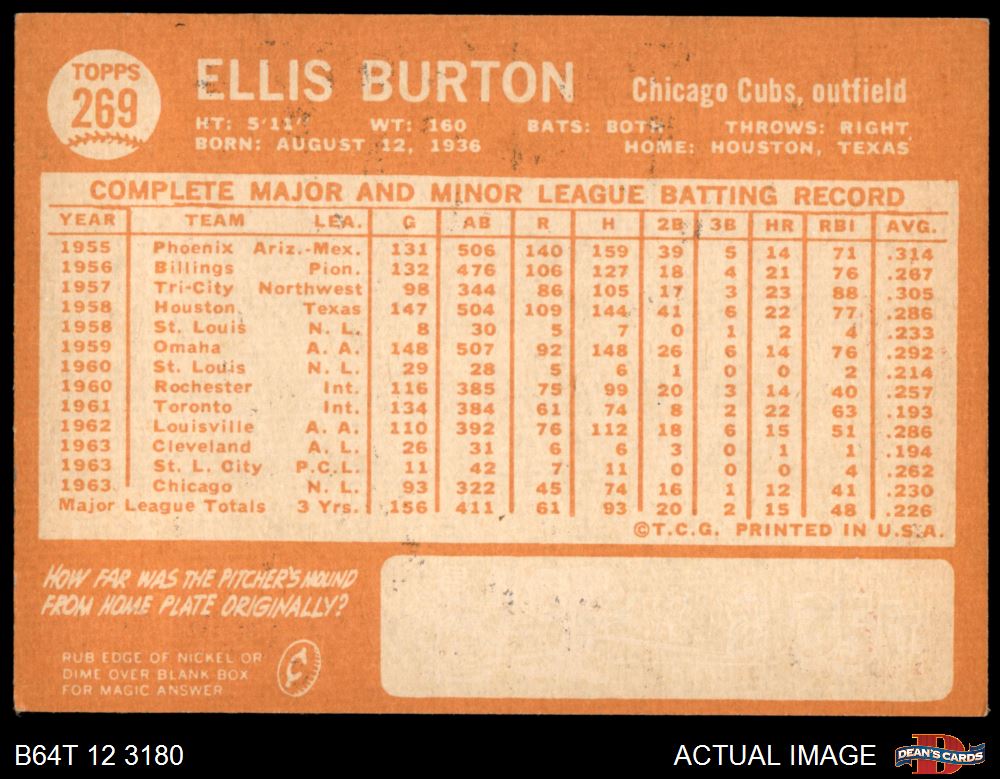 TOPPS
269
ELLIS BURTON
Chicago Cubs, outfield
HT: 5'11" WT: 160 BATS: BOTH THROWS: RIGHT
BORN: AUGUST 12, 1936 HOME: HOUSTON, TEXAS
COMPLETE MAJOR AND MINOR LEAGUE BATTING RECORD
YEAR TEAM LEA. G AB R H 2B 3B HR RBI AVG.
1955 Phoenix Ariz.-Mex. 131 506 140 159 39 5 14 71 .314
1956 Billings Pion. 132 476 106 127 18 4 21 76 .267
1957 Tri-City Northwest 98 344 86 105 17 3 23 88 .305
1958 Houston Texas 147 504 109 144 41 6 22 77 .286
1958 St. Louis N. L. 8 30 5 7 0 1 2 4 .233
1959 Omaha A. A. 148 507 92 148 26 6 14 76 .292
1960 St. Louis N. L. 29 28 5 6 1 0 0 2 .214
1960 Rochester Int. 116 385 75 99 20 3 14 40 .257
1961 Toronto Int. 134 384 61 74 8 2 22 63 .193
1962 Louisville A. A. 110 392 76 112 18 6 15 51 .286
1963 Cleveland A. L. 26 31 6 6 3 0 1 1 .194
1963 St. L. City P.C.L. 11 42 7 11 0 0 0 4 .262
1963 Chicago N. L. 93 322 45 74 16 1 12 41 .230
Major League Totals 3 Yrs. 156 411 61 93 20 2 15 48 .226
©T.C.G. PRINTED IN U.S.A.
HOW FAR WAS THE PITCHER'S MOUND
FROM HOME PLATE ORIGINALLY?
RUB EDGE OF NICKEL OR
DIME OVER BLANK BOX
FOR MAGIC ANSWER
B64T 12 3180
ACTUAL IMAGE
DEAN'S CARDS